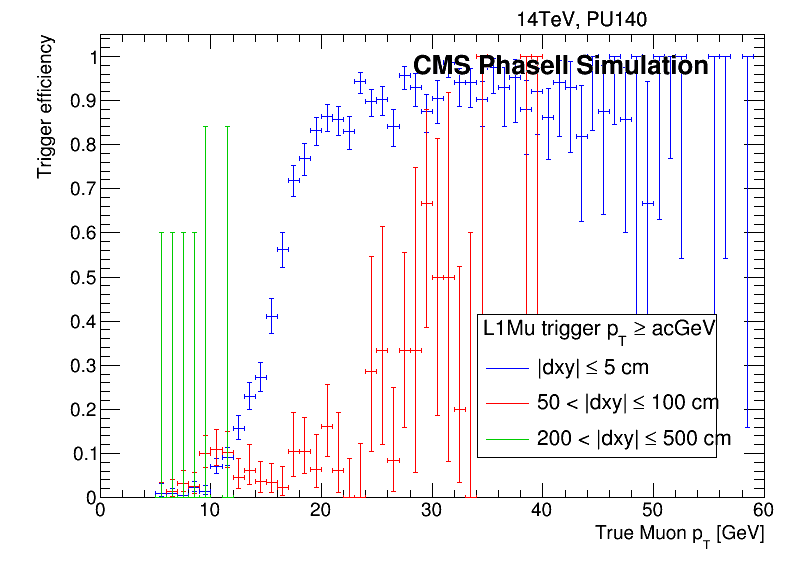 14TeV, PU140
CMS PhaseII Simulation
Trigger efficiency
1
0.9
0.8
0.7
0.6
0.5
0.4
0.3
0.2
0.1
0
L1Mu trigger p_T ≥ acGeV
|dxy| ≤ 5 cm
50 < |dxy| ≤ 100 cm
200 < |dxy| ≤ 500 cm
0 10 20 30 40 50 60
True Muon p_T [GeV]